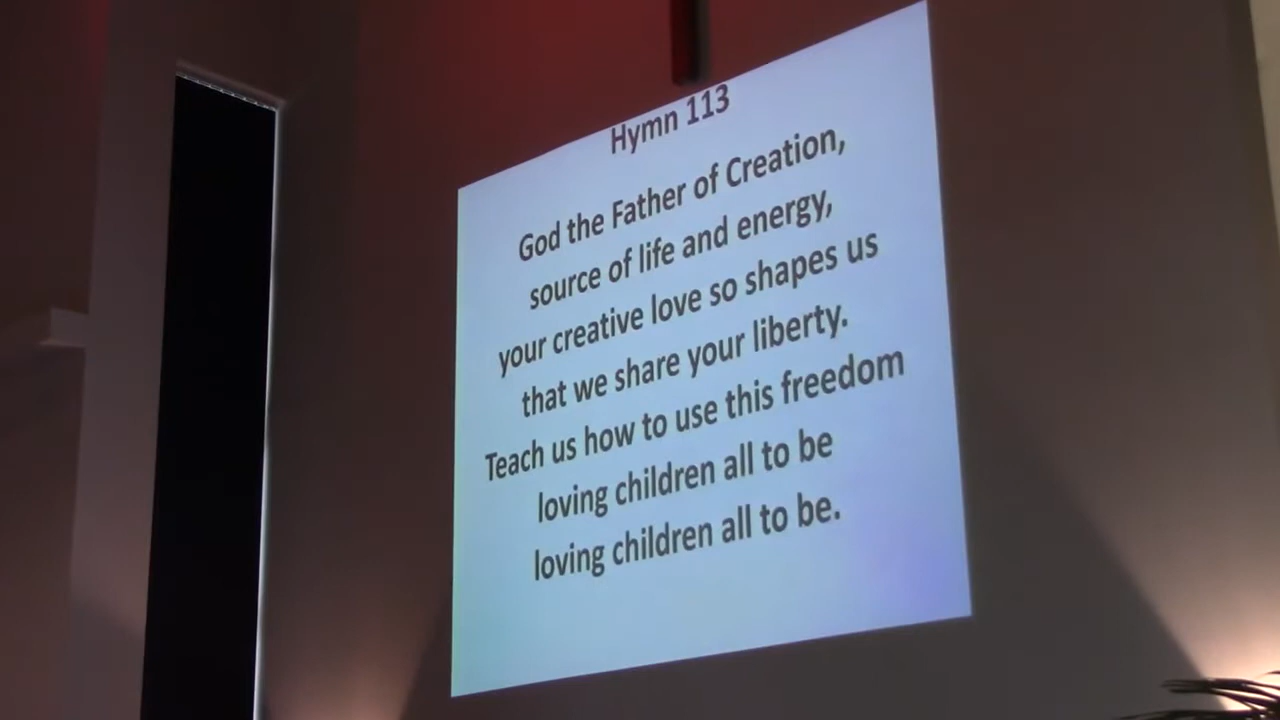 Hymn 113
God the Father of Creation,
source of life and energy,
your creative love so shapes us
that we share your liberty.
Teach us how to use this freedom
loving children all to be
loving children all to be.